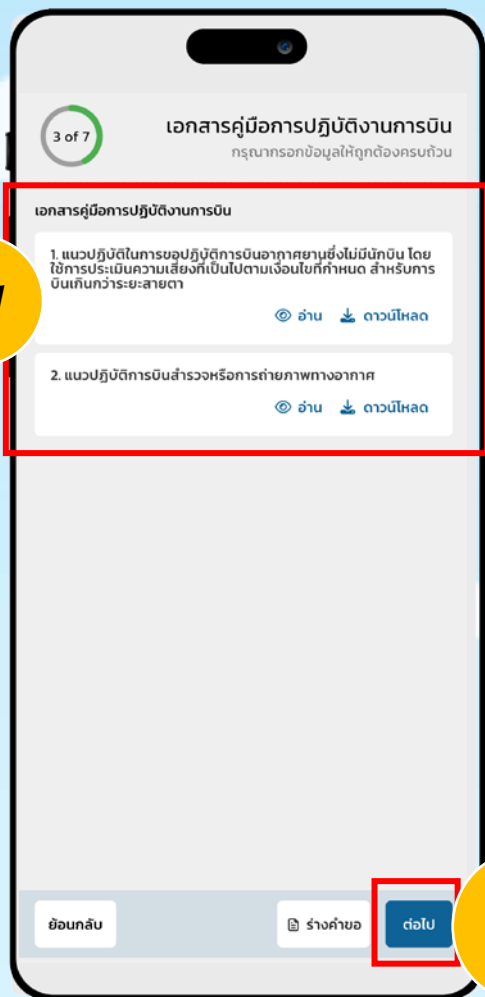 3 of 7
เอกสารคู่มือการปฏิบัติงานการบิน
กรุณากรอกข้อมูลให้ถูกต้องครบถ้วน
เอกสารคู่มือการปฏิบัติงานการบิน
1. แนวปฏิบัติในการขอปฏิบัติการบินอากาศยานซึ่งไม่มีนักบิน โดย
ใช้การประเมินความเสี่ยงที่เป็นไปตามเงื่อนไขที่กำหนด สำหรับการ
บินเกินกว่าระยะสายตา
อ่าน ดาวน์โหลด
2. แนวปฏิบัติการบินสำรวจหรือการถ่ายภาพทางอากาศ
อ่าน ดาวน์โหลด
ย้อนกลับ ร่างคำขอ ต่อไป